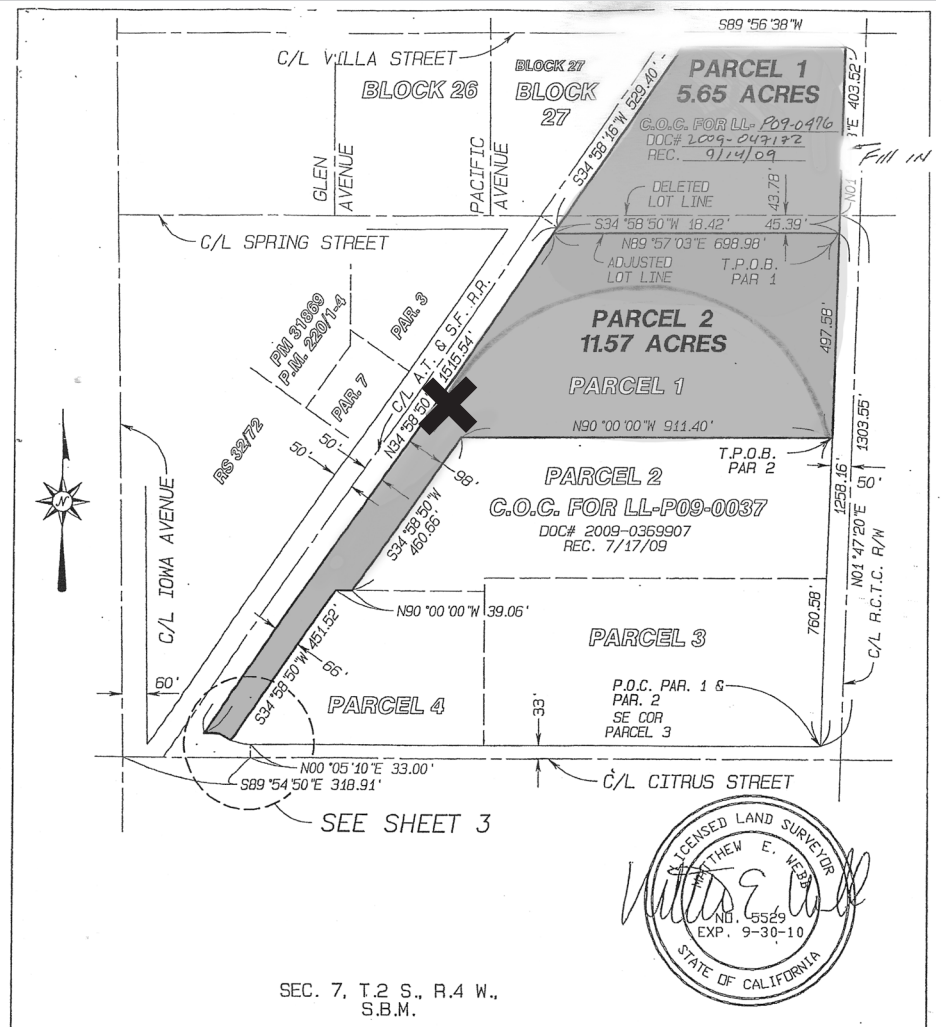 S89°56'38"W
C/L VILLA STREET
BLOCK 26
BLOCK 27
BLOCK
27
S34°58'16"W 529.40'
PARCEL 1
5.65 ACRES
403.52'
"E
C.O.C. FOR LL- P09-0476
DOC# 2009-047172
REC. 9/14/09
FILL IN
GLEN
AVENUE
PACIFIC
AVENUE
DELETED
LOT LINE
43.78'
N01
S34°58'50"W 18.42'
45.39'
C/L SPRING STREET
N89°57'03"E 698.98'
ADJUSTED
LOT LINE
T.P.O.B.
PAR 1
PM 31869
P.M. 220/1-4
PAR. 3
C/L A.T. & S.F. R.R.
N34°58'50" 1515.54'
PARCEL 2
11.57 ACRES
497.58'
PAR. 7
PARCEL 1
RS 32/72
50'
50'
N90°00'00"W 911.40'
T.P.O.B.
PAR 2
1303.55'
98'
PARCEL 2
C.O.C. FOR LL-P09-0037
DOC# 2009-0369907
REC. 7/17/09
1258.16'
50'
S34°58'50"W
460.66'
N
C/L IOWA AVENUE
N01°47'20"E
C/L R.C.T.C. R/W
N90°00'00"W 39.06'
S34°58'50"W 451.52'
760.58'
66'
PARCEL 3
60'
PARCEL 4
P.O.C. PAR. 1 &
PAR. 2
SE COR
PARCEL 3
33'
N00°05'10"E 33.00'
S89°54'50"E 318.91'
C/L CITRUS STREET
SEE SHEET 3
LICENSED LAND SURVEYOR
MATTHEW E. WEBB
NO. 5529
EXP. 9-30-10
STATE OF CALIFORNIA
SEC. 7, T.2 S., R.4 W.,
S.B.M.